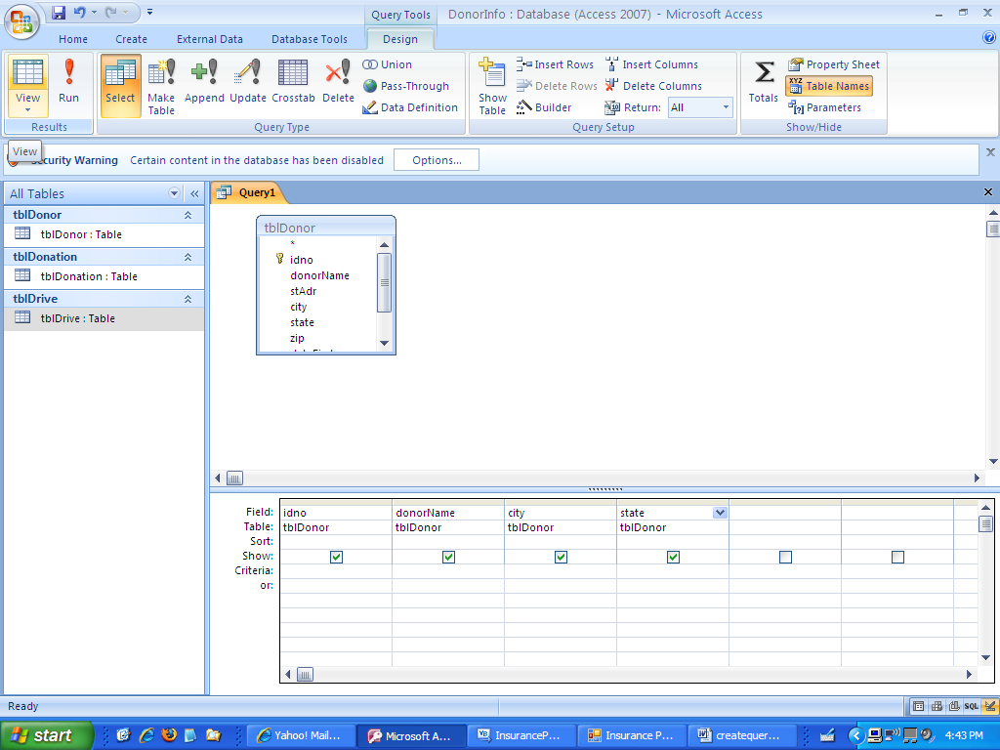 Query Tools DonorInfo : Database (Access 2007) - Microsoft Access
Home Create External Data Database Tools Design
View Run Select Make Table Append Update Crosstab Delete
Union
Pass-Through
Data Definition
Show Table
Insert Rows
Delete Rows
Builder
Insert Columns
Delete Columns
Return: All
Totals
Property Sheet
Table Names
Parameters
Results Query Type Query Setup Show/Hide
View
Security Warning Certain content in the database has been disabled Options...
All Tables
tblDonor
tblDonor : Table
tblDonation
tblDonation : Table
tblDrive
tblDrive : Table
Query1
tblDonor
*
idno
donorName
stAdr
city
state
zip
Field: idno donorName city state
Table: tblDonor tblDonor tblDonor tblDonor
Sort:
Show:
Criteria:
or:
Ready SQL
start Yahoo! Mail... Microsoft A... InsuranceP... Insurance P... createquer... 4:43 PM